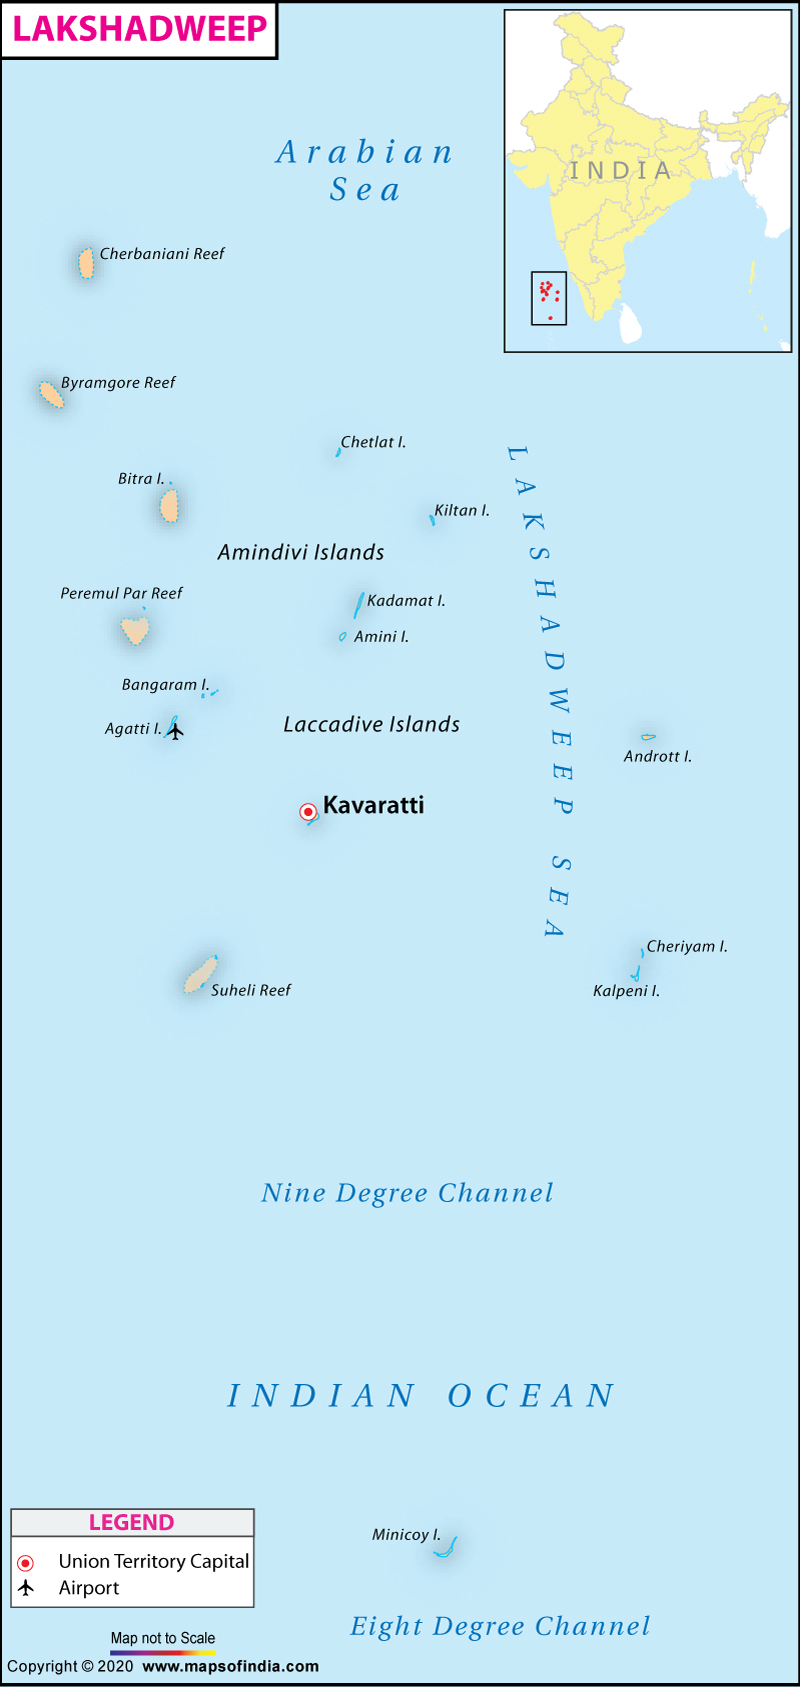 LAKSHADWEEP
INDIA
Arabian
Sea
Cherbaniani Reef
Byramgore Reef
Chetlat I.
Bitra I.
Kiltan I.
Amindivi Islands
Peremul Par Reef
Kadamat I.
Amini I.
Bangaram I.
Agatti I.
Laccadive Islands
LAKSHADWEEP SEA
Andrott I.
Kavaratti
Cheriyam I.
Suheli Reef
Kalpeni I.
Nine Degree Channel
INDIAN OCEAN
Minicoy I.
Eight Degree Channel
LEGEND
Union Territory Capital
Airport
Map not to Scale
Copyright © 2020 www.mapsofindia.com